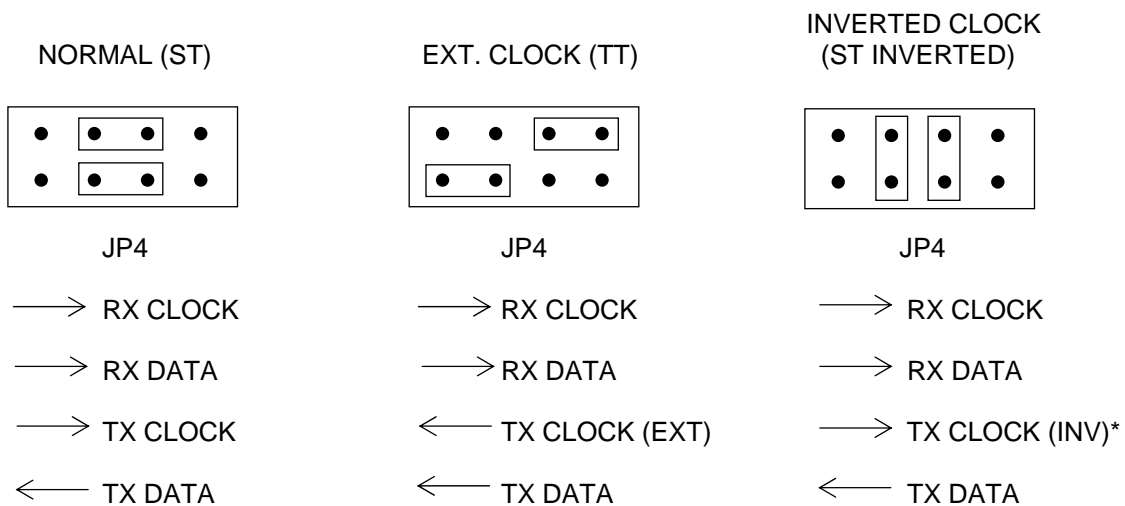 NORMAL (ST)
EXT. CLOCK (TT)
INVERTED CLOCK
(ST INVERTED)
JP4
JP4
JP4
RX CLOCK
RX CLOCK
RX CLOCK
RX DATA
RX DATA
RX DATA
TX CLOCK
TX CLOCK (EXT)
TX CLOCK (INV)*
TX DATA
TX DATA
TX DATA